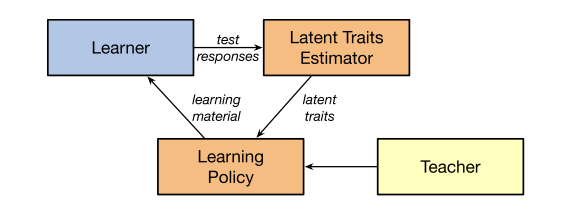 Learner
test
responses
Latent Traits
Estimator
learning
material
latent
traits
Learning
Policy
Teacher